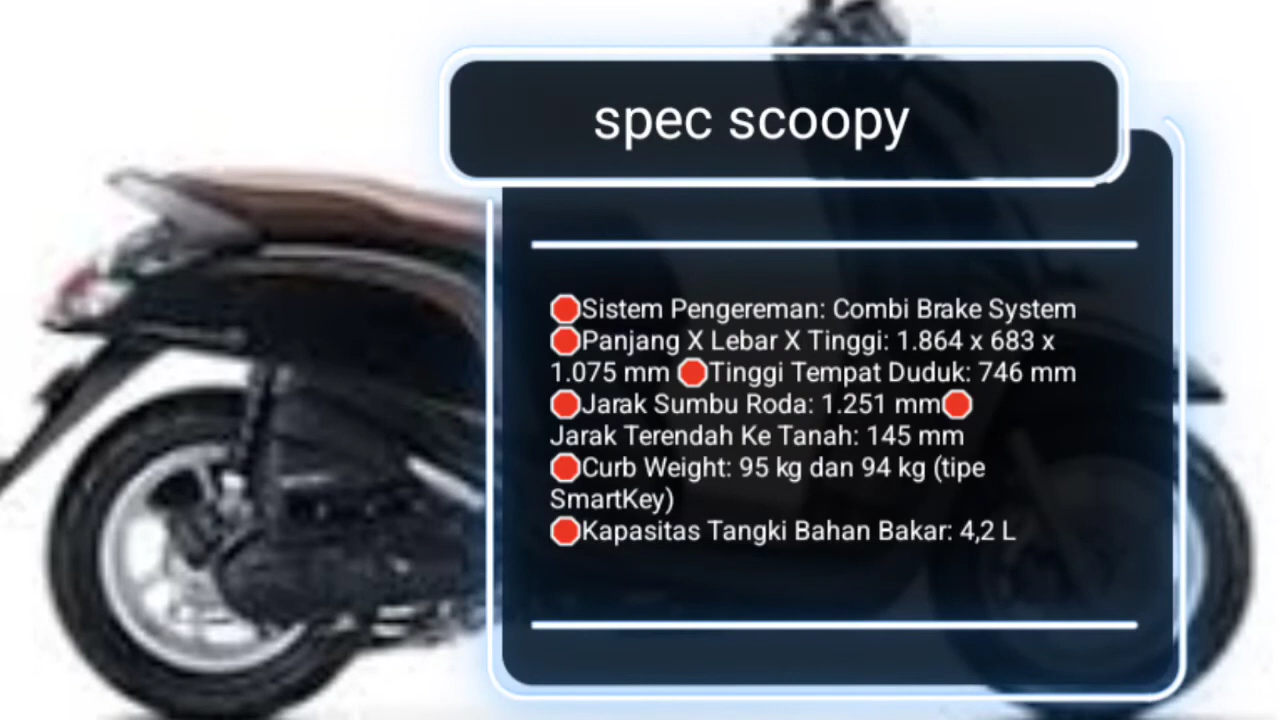 spec scoopy
🛑Sistem Pengereman: Combi Brake System
🛑Panjang X Lebar X Tinggi: 1.864 x 683 x
1.075 mm 🛑Tinggi Tempat Duduk: 746 mm
🛑Jarak Sumbu Roda: 1.251 mm🛑
Jarak Terendah Ke Tanah: 145 mm
🛑Curb Weight: 95 kg dan 94 kg (tipe
SmartKey)
🛑Kapasitas Tangki Bahan Bakar: 4,2 L